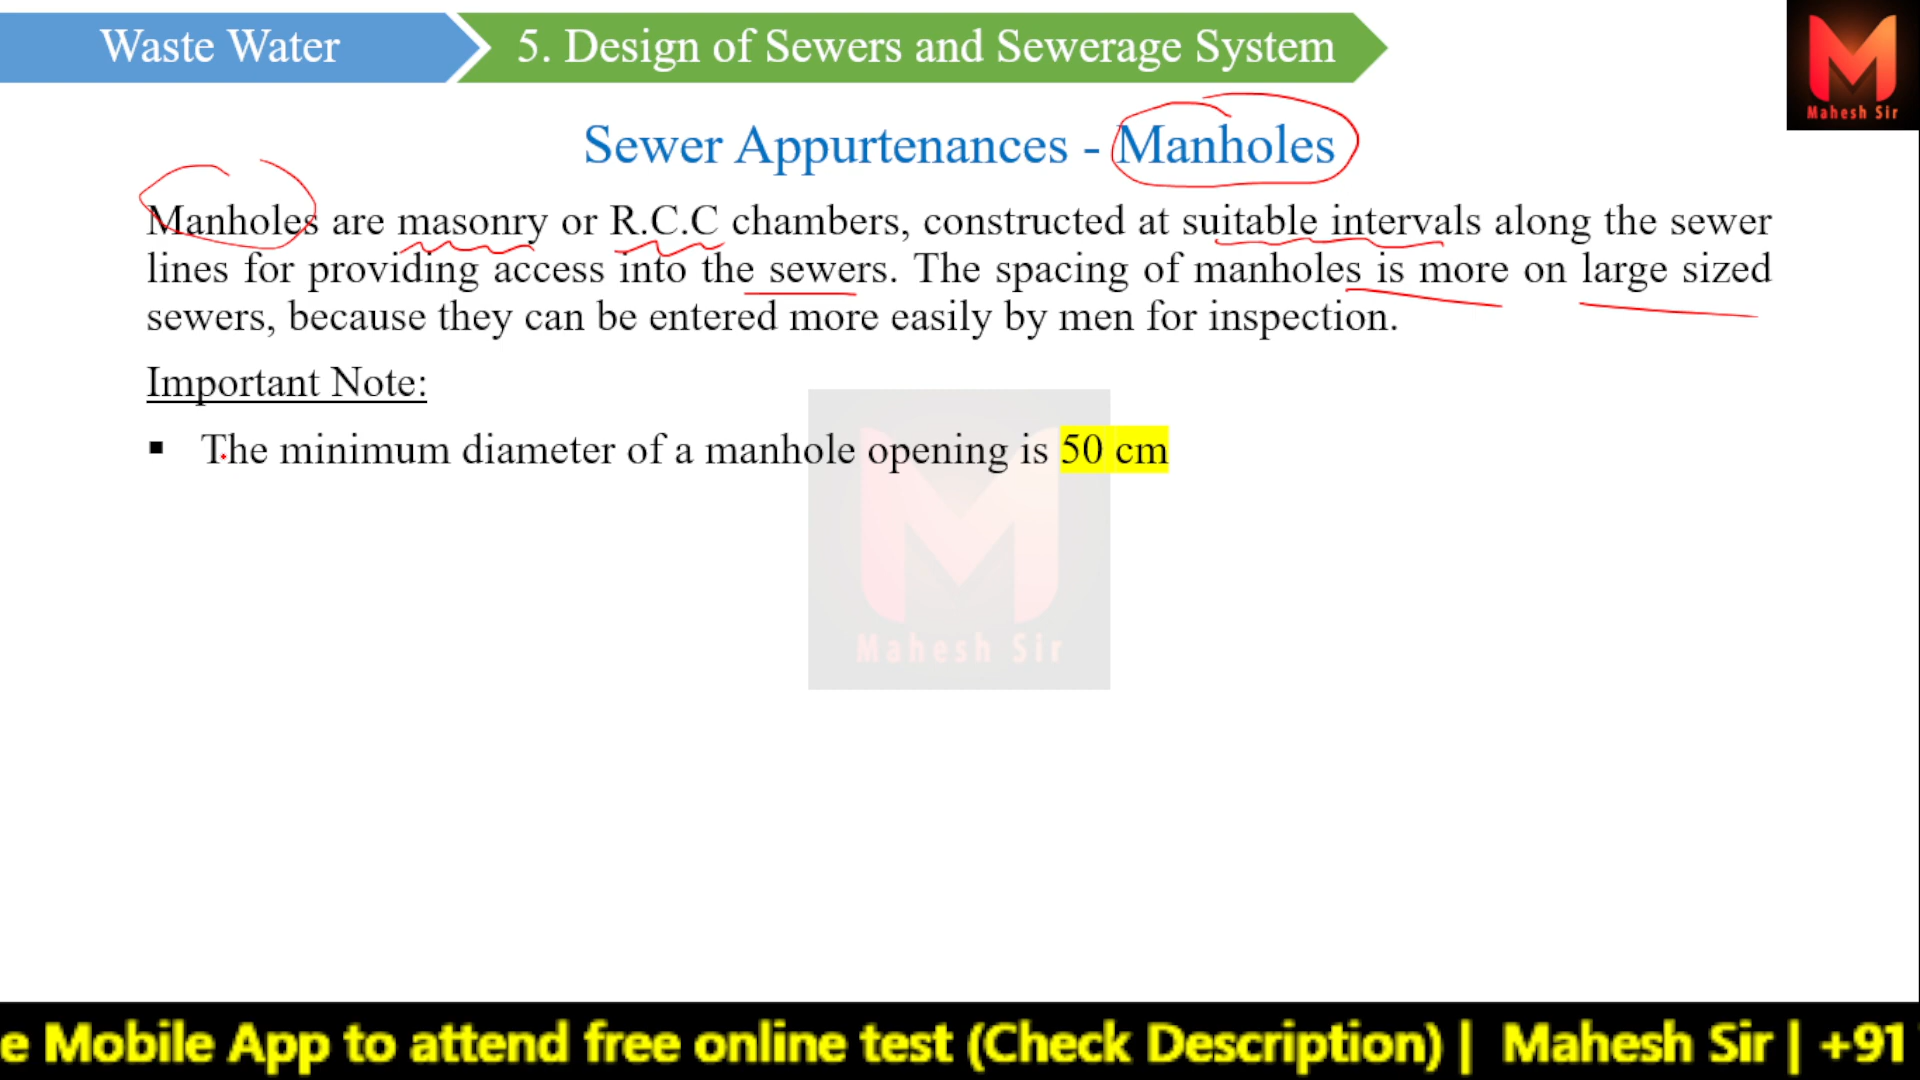 Waste Water
5. Design of Sewers and Sewerage System
Mahesh Sir
Sewer Appurtenances - Manholes
Manholes are masonry or R.C.C chambers, constructed at suitable intervals along the sewer
lines for providing access into the sewers. The spacing of manholes is more on large sized
sewers, because they can be entered more easily by men for inspection.
Important Note:
▪ The minimum diameter of a manhole opening is 50 cm
Mahesh Sir
e Mobile App to attend free online test (Check Description) | Mahesh Sir | +91